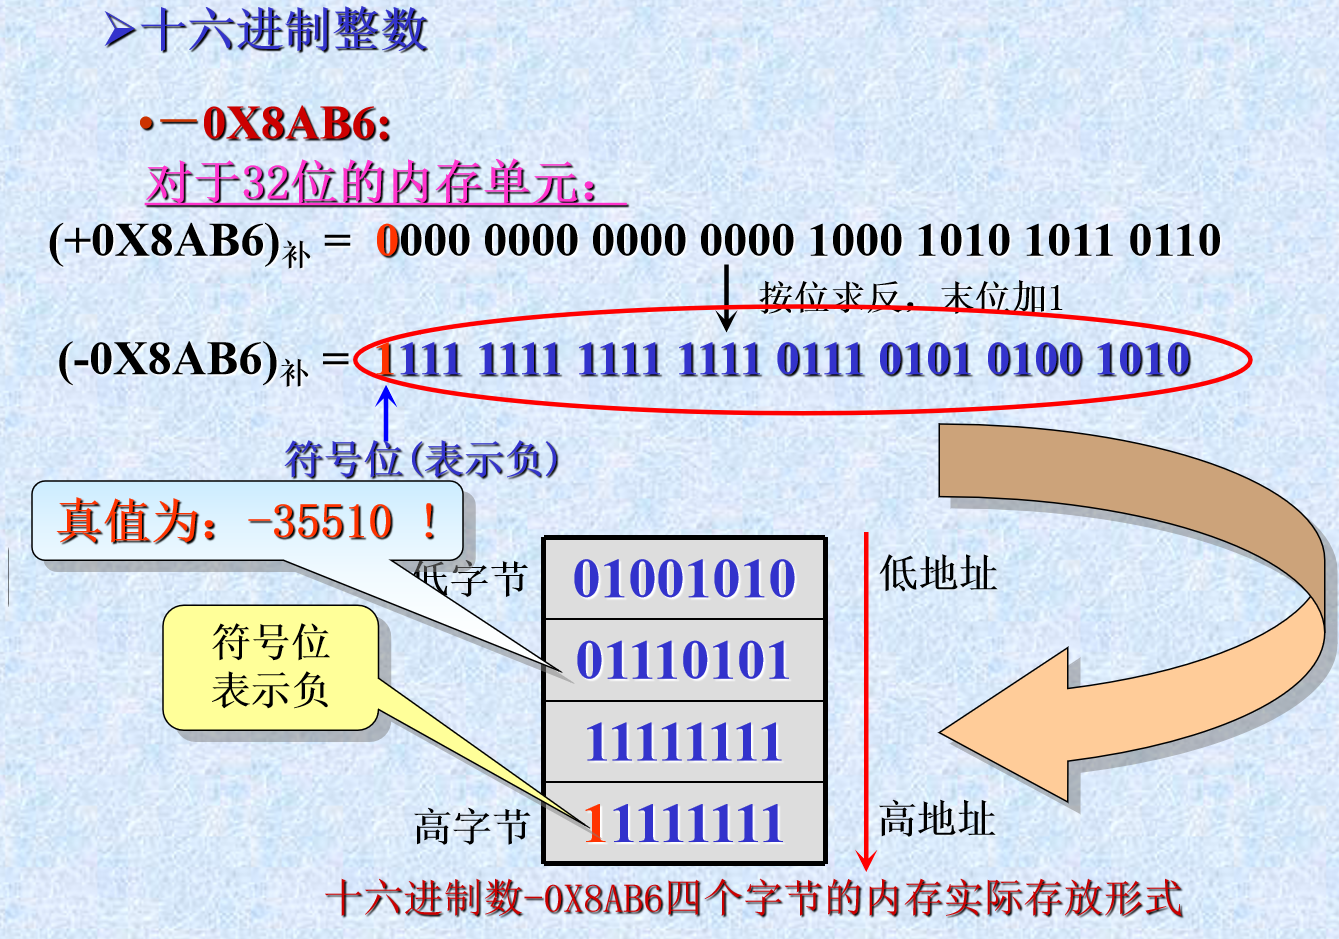 ➢十六进制整数
•－0X8AB6:
对于32位的内存单元：
(+0X8AB6)补 = 0000 0000 0000 0000 1000 1010 1011 0110
按位求反，末位加1
(-0X8AB6)补 = 1111 1111 1111 1111 0111 0101 0100 1010
符号位(表示负)
真值为：-35510 ！
低字节
01001010
低地址
符号位
表示负
01110101
11111111
高字节
11111111
高地址
十六进制数-0X8AB6四个字节的内存实际存放形式